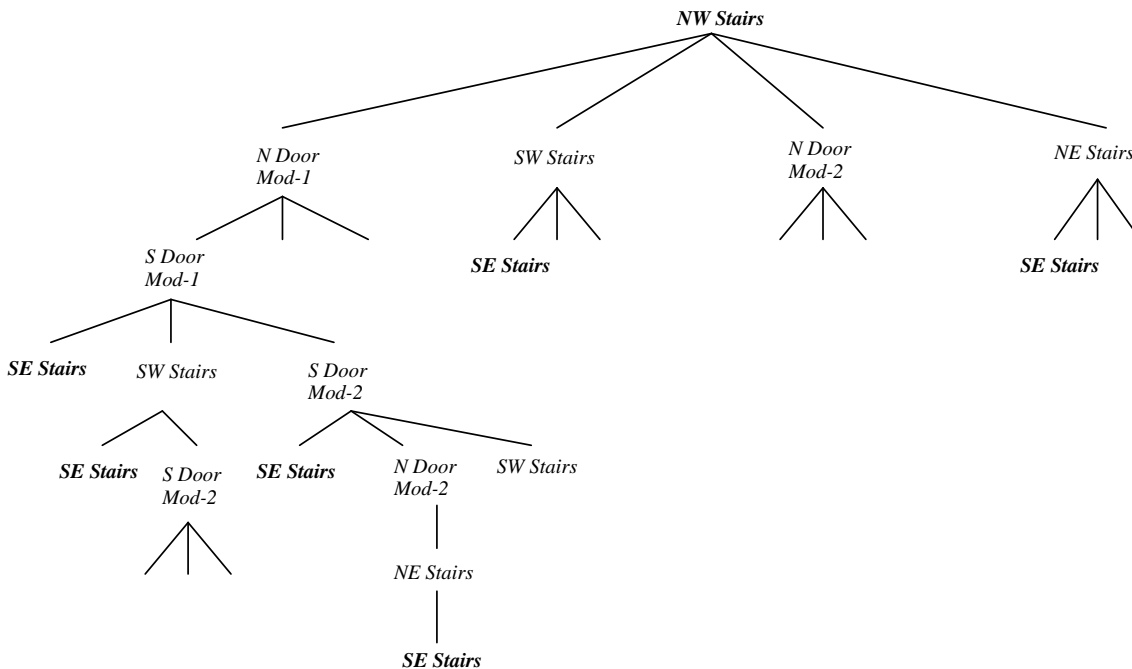 NW Stairs
N Door
Mod-1
SW Stairs
N Door
Mod-2
NE Stairs
S Door
Mod-1
SE Stairs
SE Stairs
SE Stairs
SW Stairs
S Door
Mod-2
SE Stairs
S Door
Mod-2
SE Stairs
N Door
Mod-2
SW Stairs
NE Stairs
SE Stairs